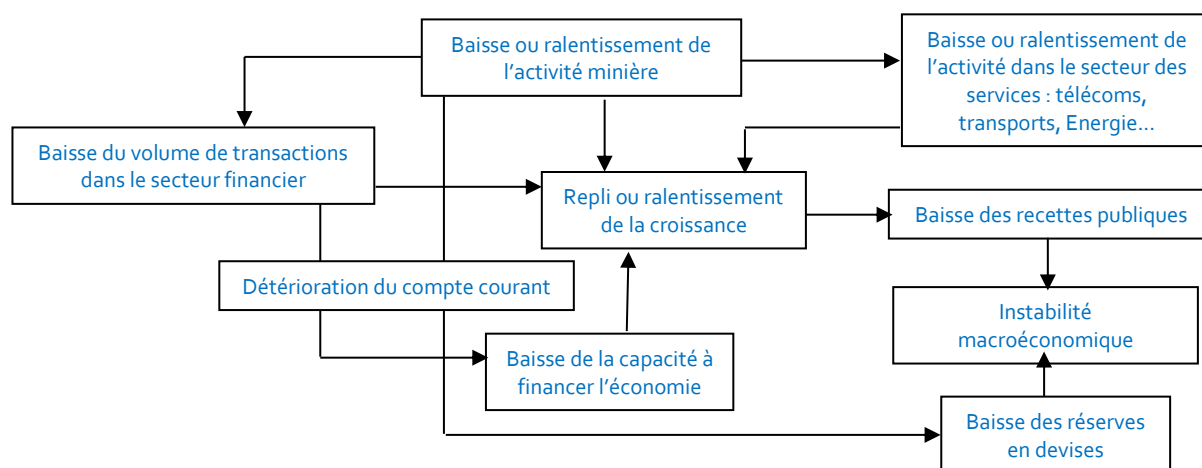 Baisse ou ralentissement de
l’activité minière
Baisse ou ralentissement de
l’activité dans le secteur des
services : télécoms,
transports, Energie…
Baisse du volume de transactions
dans le secteur financier
Repli ou ralentissement
de la croissance
Baisse des recettes publiques
Détérioration du compte courant
Instabilité
macroéconomique
Baisse de la capacité à
financer l’économie
Baisse des réserves
en devises